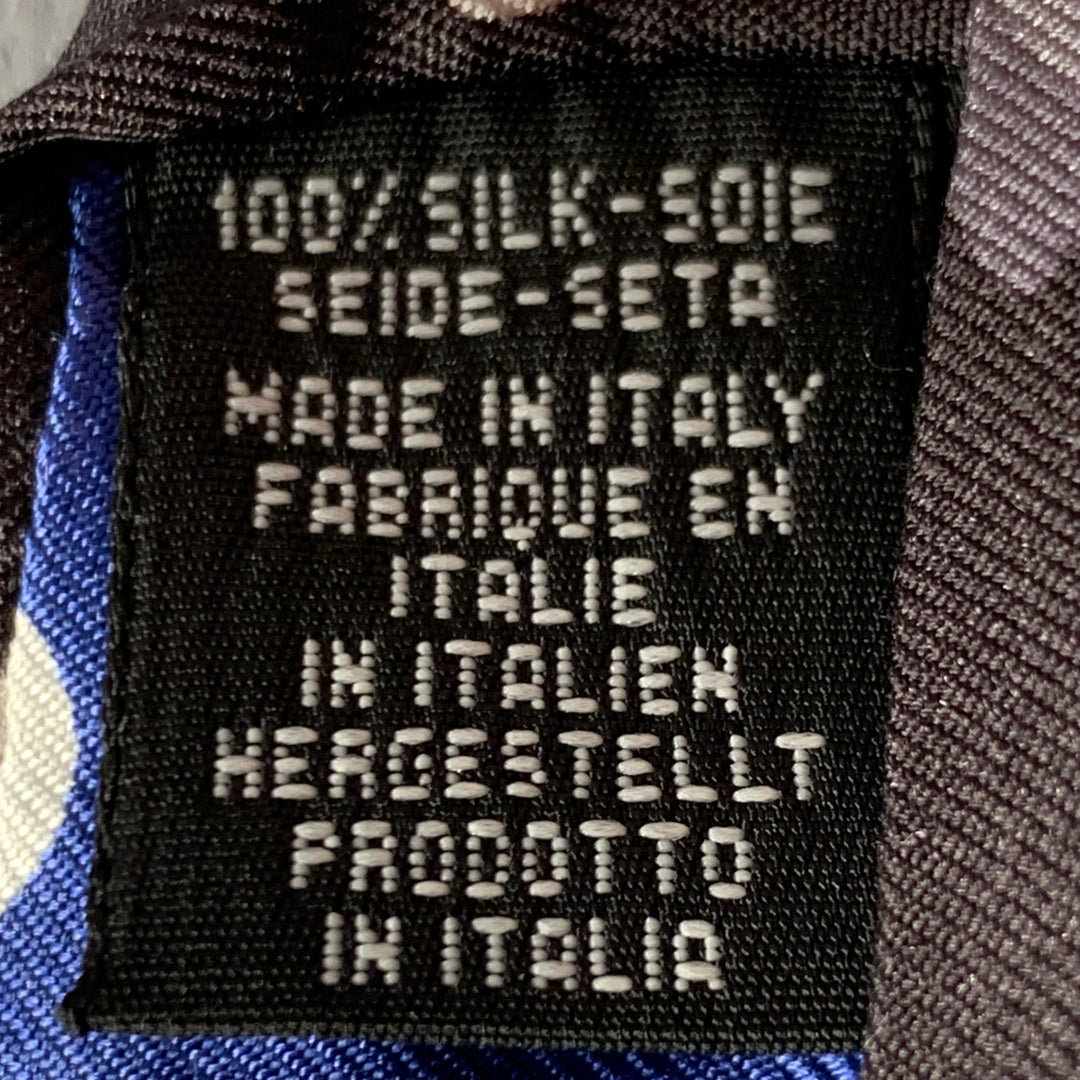 100% SILK-SOIE
SEIDE-SETA
MADE IN ITALY
FABRIQUE EN
ITALIE
IN ITALIEN
HERGESTELLT
PRODOTTO
IN ITALIA